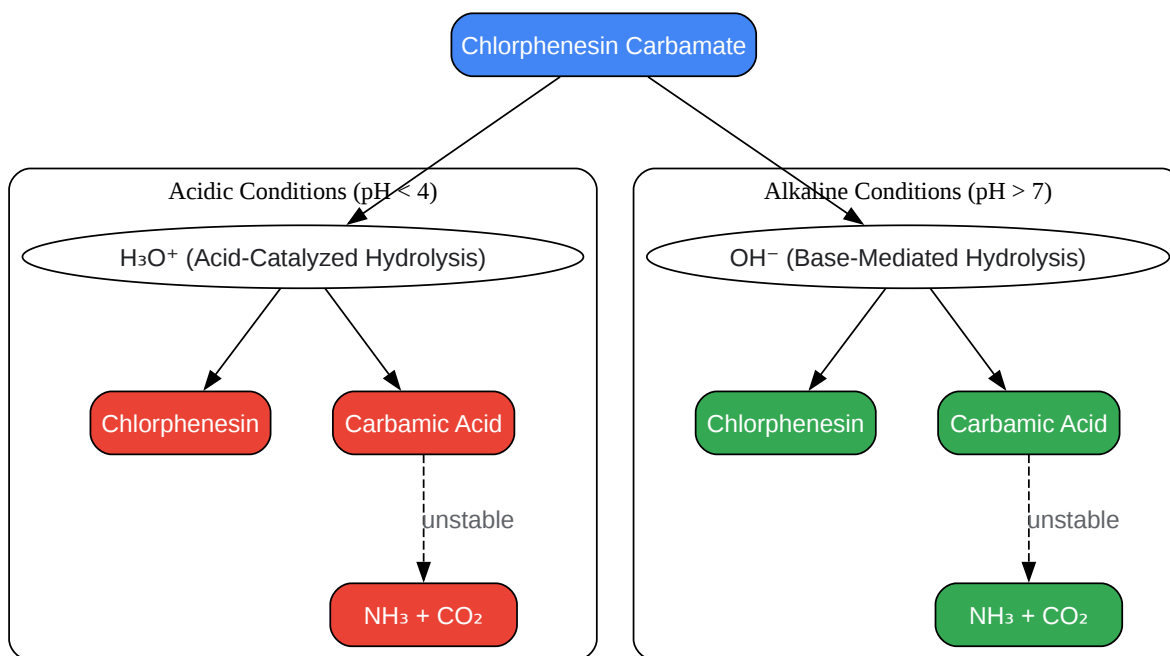 Chlorphenesin Carbamate
Acidic Conditions (pH < 4)
H₃O⁺ (Acid-Catalyzed Hydrolysis)
Chlorphenesin
Carbamic Acid
unstable
NH₃ + CO₂
Alkaline Conditions (pH > 7)
OH⁻ (Base-Mediated Hydrolysis)
Chlorphenesin
Carbamic Acid
unstable
NH₃ + CO₂